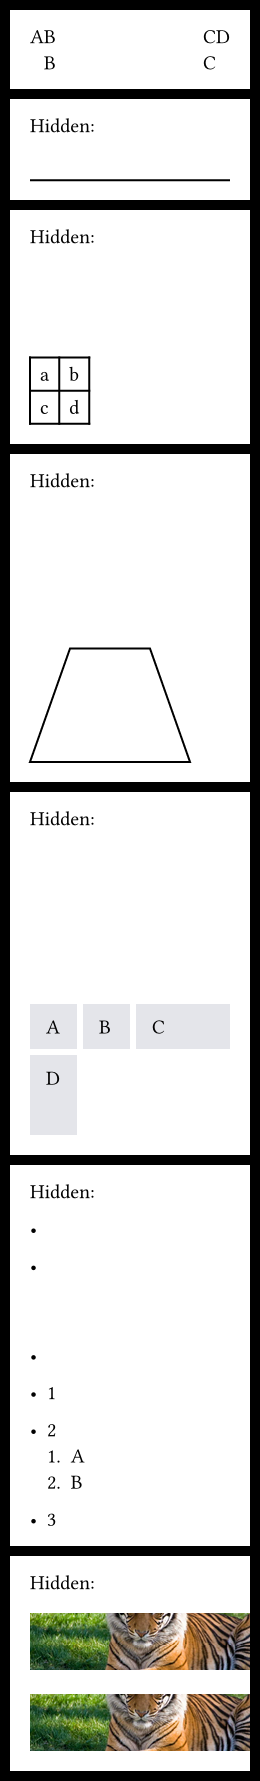 AB CD
B C
Hidden:
Hidden:
a b
c d
Hidden:
Hidden:
A B C
D
Hidden:
•
•
•
• 1
• 2
1. A
2. B
• 3
Hidden: